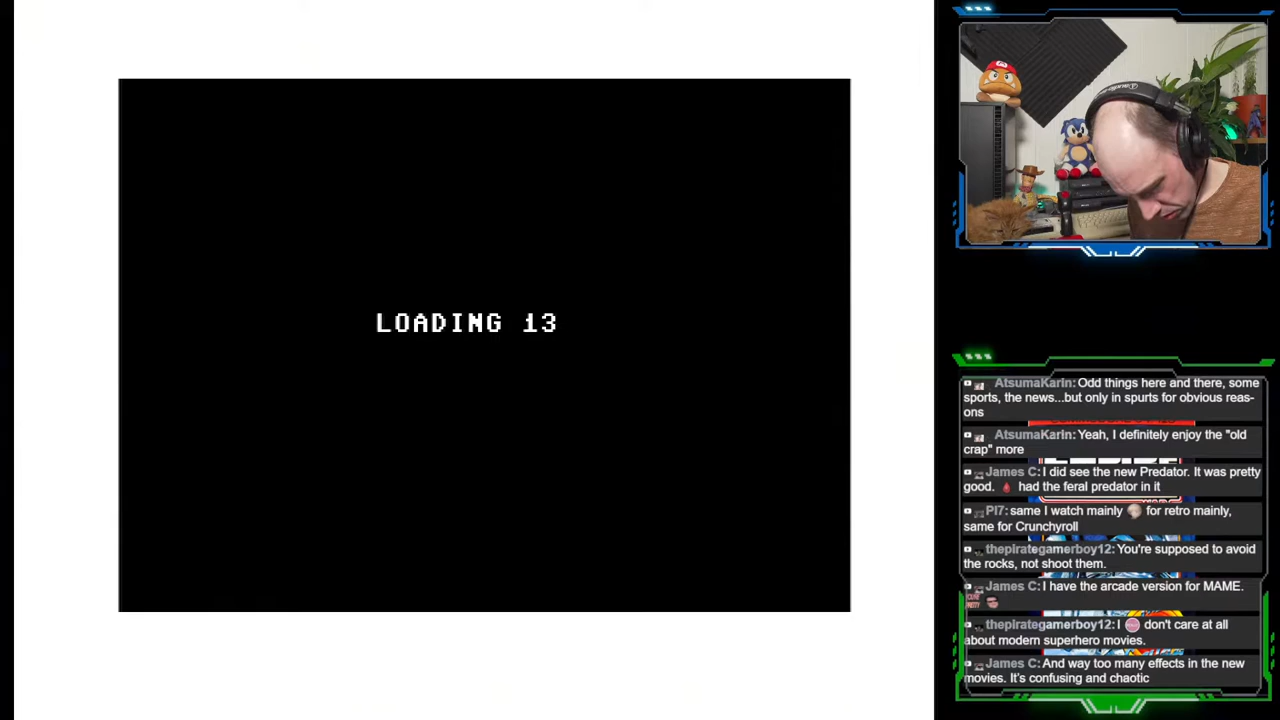 LOADING 13
AtsumaKarin: Odd things here and there, some
sports, the news...but only in spurts for obvious reas-
ons
AtsumaKarin: Yeah, I definitely enjoy the "old
crap" more
James C: I did see the new Predator. It was pretty
good. had the feral predator in it
PI7: same I watch mainly for retro mainly,
same for Crunchyroll
thepirategamerboy12: You're supposed to avoid
the rocks, not shoot them.
James C: I have the arcade version for MAME.
thepirategamerboy12: I don't care at all
about modern superhero movies.
James C: And way too many effects in the new
movies. It's confusing and chaotic